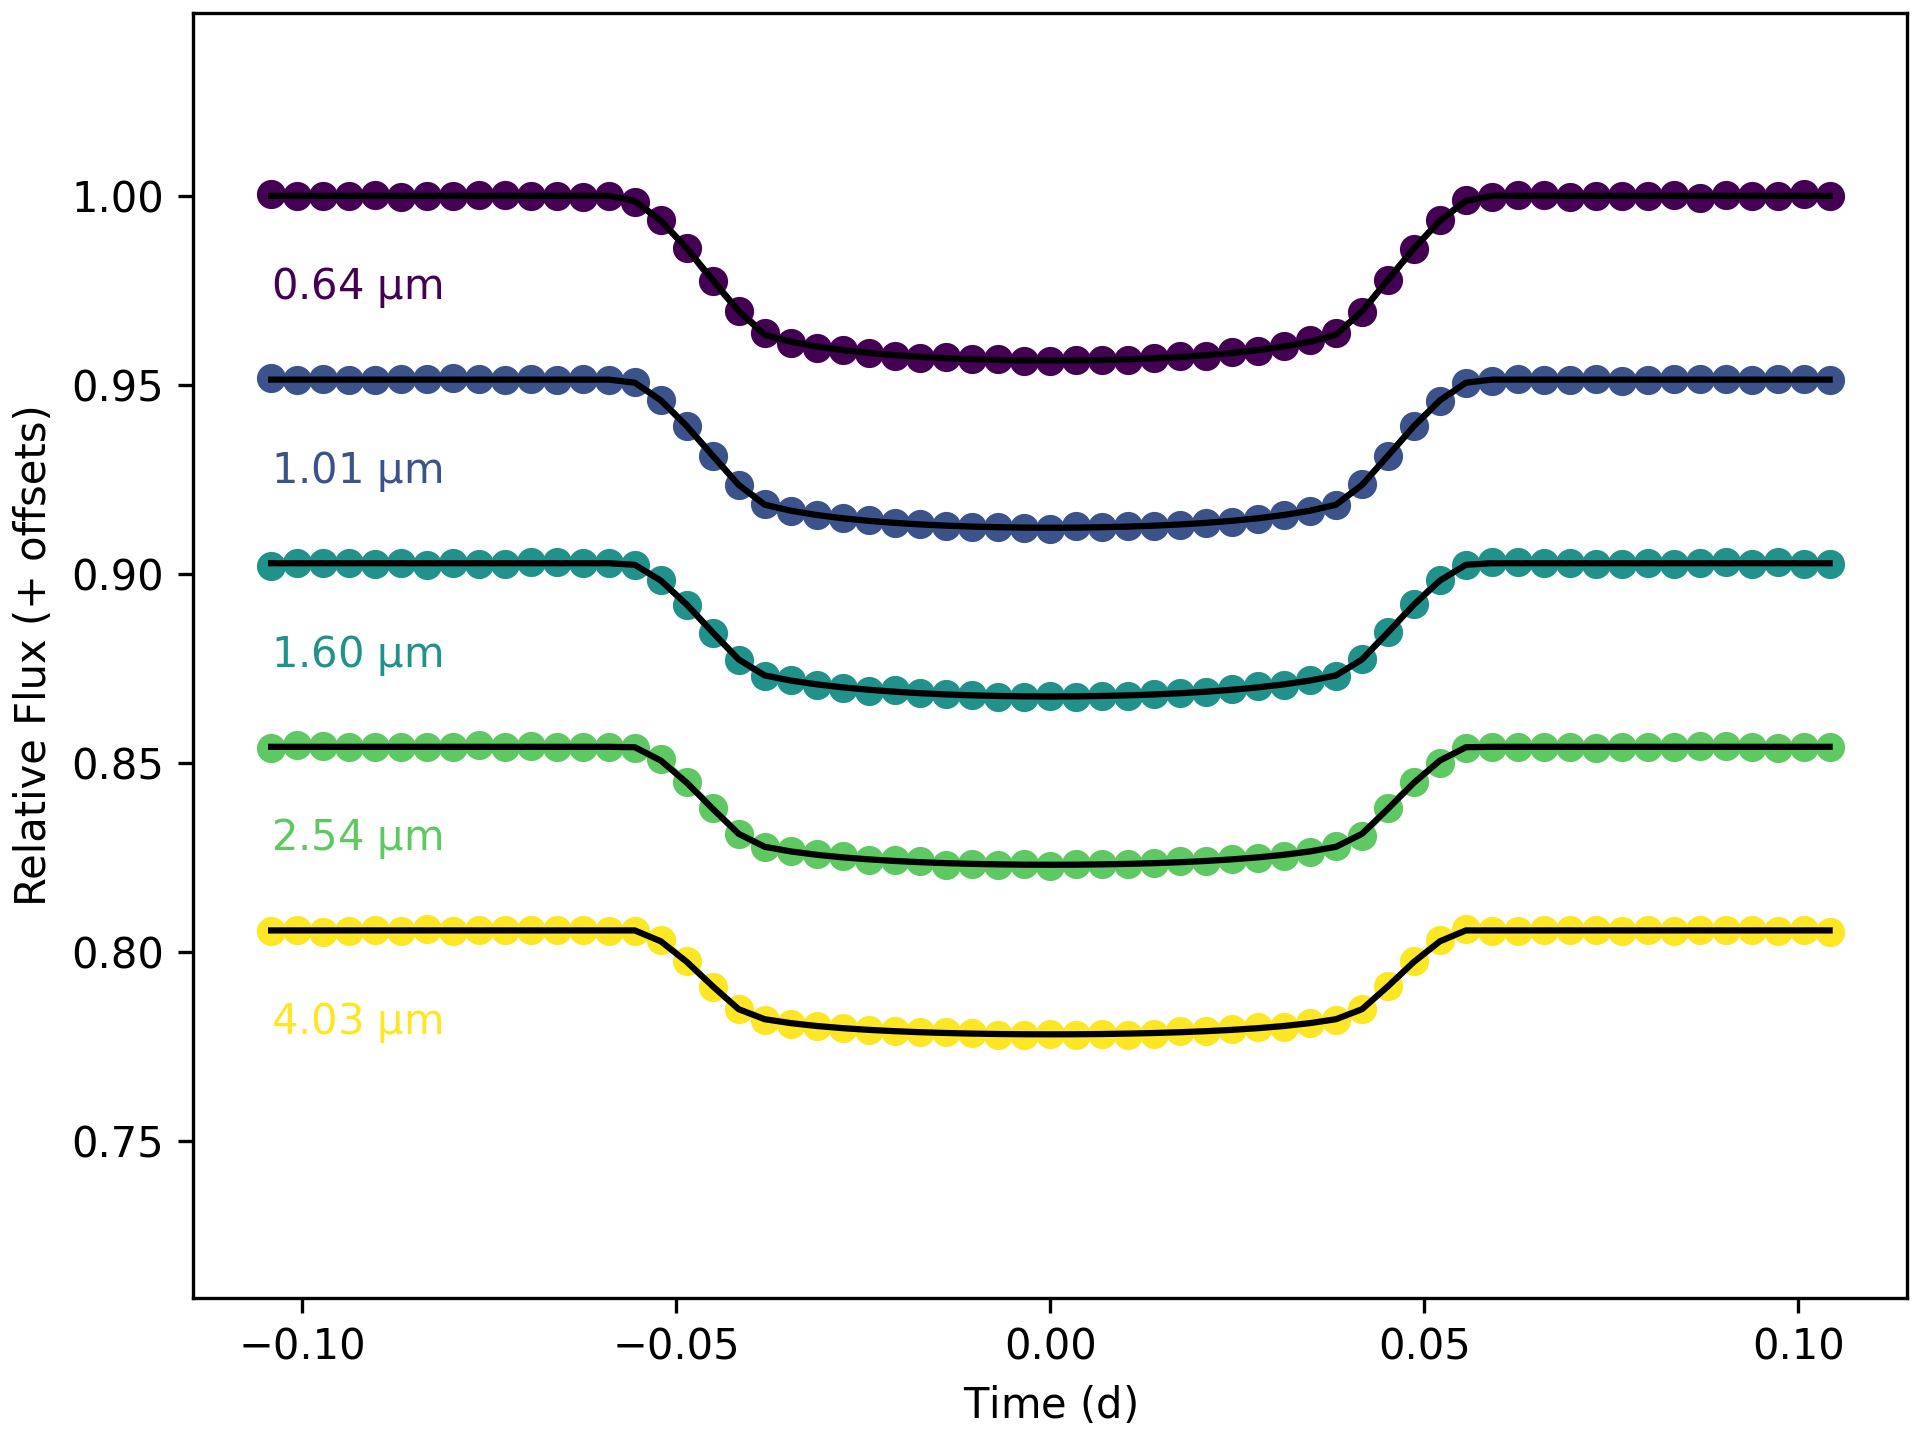 1.00
0.95
0.90
0.85
0.80
0.75
Relative Flux (+ offsets)
0.64 μm
1.01 μm
1.60 μm
2.54 μm
4.03 μm
−0.10 −0.05 0.00 0.05 0.10
Time (d)